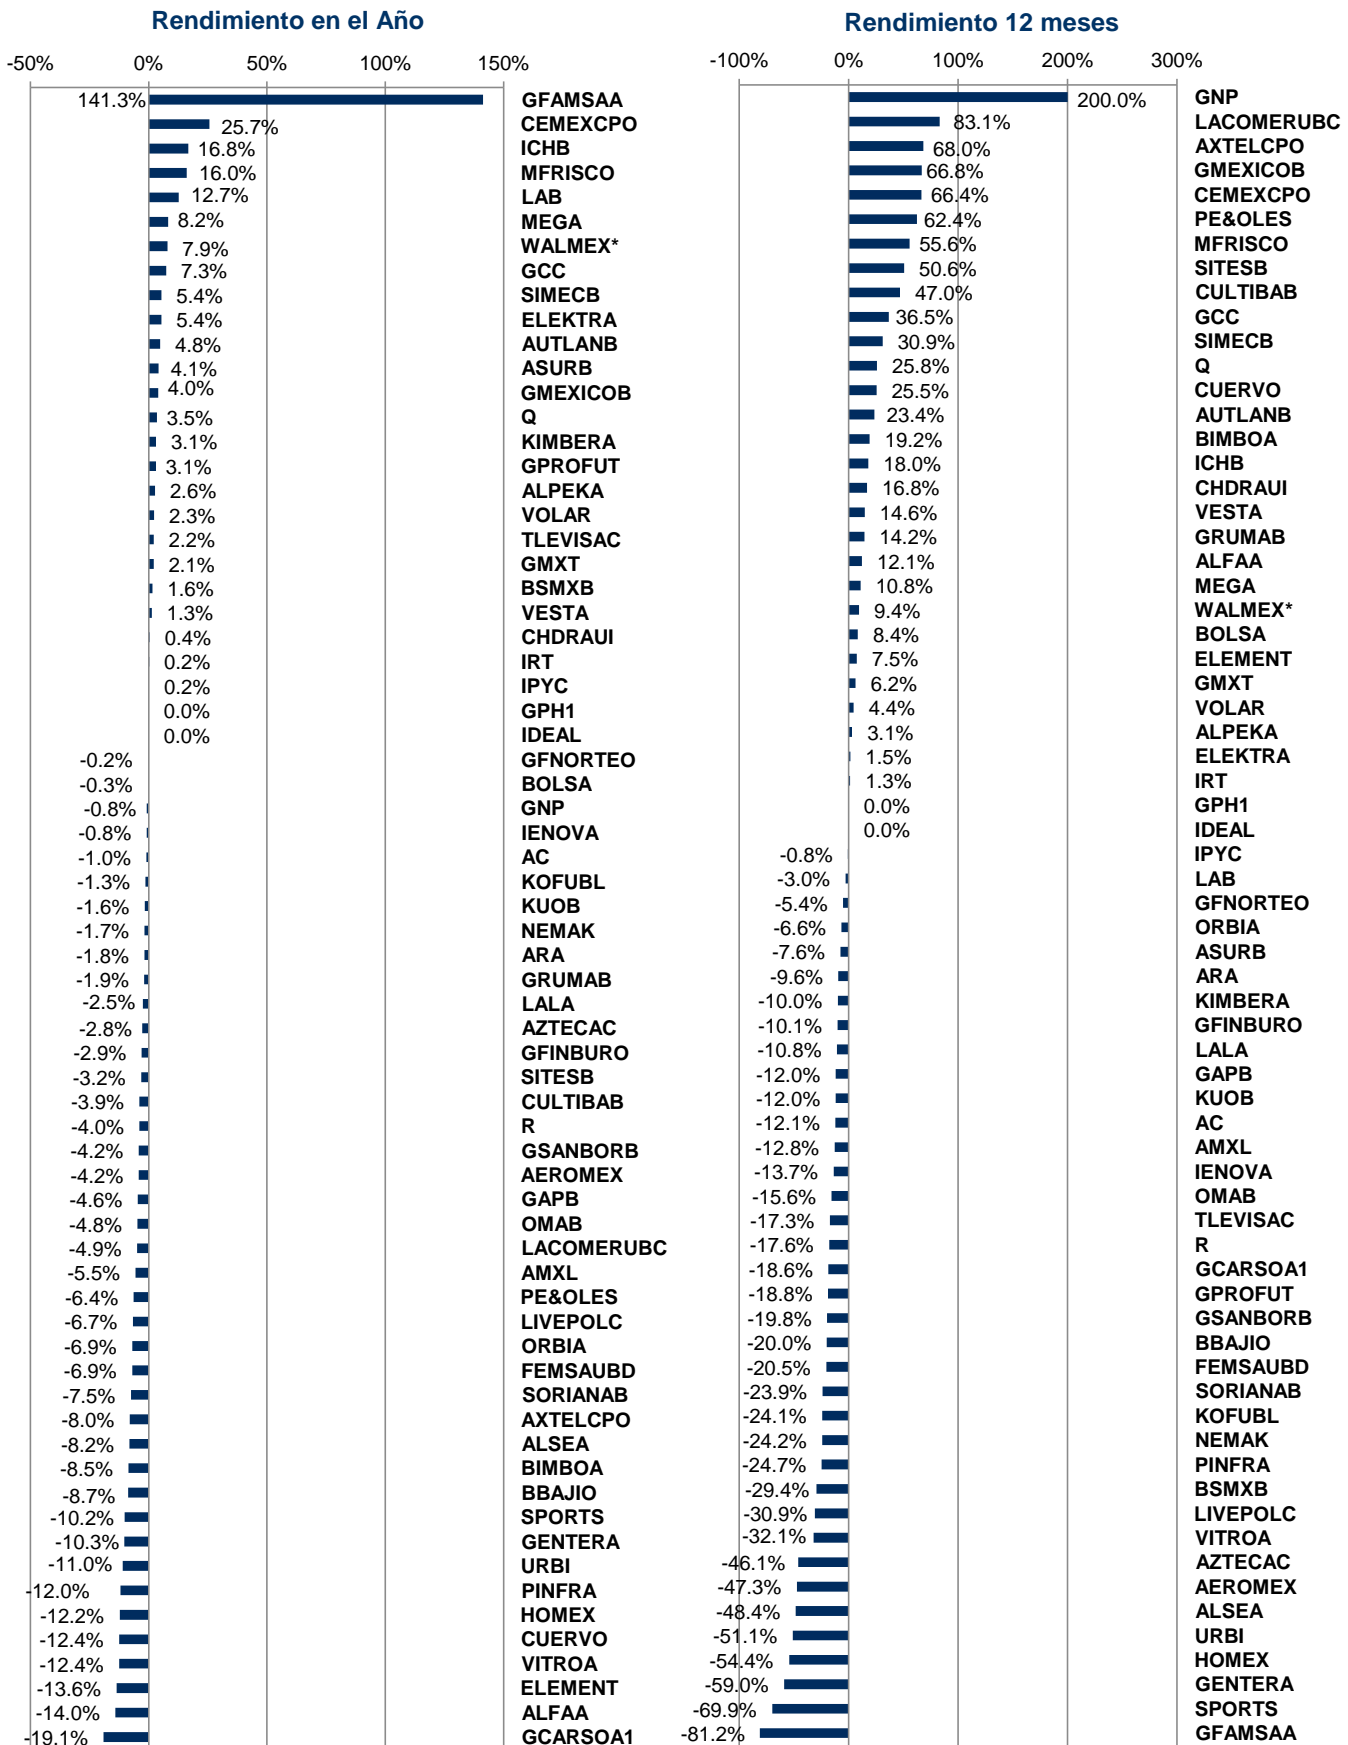 Rendimiento en el Año
-50% 0% 50% 100% 150%
141.3% GFAMSAA
25.7% CEMEXCPO
16.8% ICHB
16.0% MFRISCO
12.7% LAB
8.2% MEGA
7.9% WALMEX*
7.3% GCC
5.4% SIMECB
5.4% ELEKTRA
4.8% AUTLANB
4.1% ASURB
4.0% GMEXICOB
3.5% Q
3.1% KIMBERA
3.1% GPROFUT
2.6% ALPEKA
2.3% VOLAR
2.2% TLEVISAC
2.1% GMXT
1.6% BSMXB
1.3% VESTA
0.4% CHDRAUI
0.2% IRT
0.2% IPYC
0.0% GPH1
0.0% IDEAL
-0.2% GFNORTEO
-0.3% BOLSA
-0.8% GNP
-0.8% IENOVA
-1.0% AC
-1.3% KOFUBL
-1.6% KUOB
-1.7% NEMAK
-1.8% ARA
-1.9% GRUMAB
-2.5% LALA
-2.8% AZTECAC
-2.9% GFINBURO
-3.2% SITESB
-3.9% CULTIBAB
-4.0% R
-4.2% GSANBORB
-4.2% AEROMEX
-4.6% GAPB
-4.8% OMAB
-4.9% LACOMERUBC
-5.5% AMXL
-6.4% PE&OLES
-6.7% LIVEPOLC
-6.9% ORBIA
-6.9% FEMSAUBD
-7.5% SORIANAB
-8.0% AXTELCPO
-8.2% ALSEA
-8.5% BIMBOA
-8.7% BBAJIO
-10.2% SPORTS
-10.3% GENTERA
-11.0% URBI
-12.0% PINFRA
-12.2% HOMEX
-12.4% CUERVO
-12.4% VITROA
-13.6% ELEMENT
-14.0% ALFAA
-19.1% GCARSOA1
Rendimiento 12 meses
-100% 0% 100% 200% 300%
200.0% GNP
83.1% LACOMERUBC
68.0% AXTELCPO
66.8% GMEXICOB
66.4% CEMEXCPO
62.4% PE&OLES
55.6% MFRISCO
50.6% SITESB
47.0% CULTIBAB
36.5% GCC
30.9% SIMECB
25.8% Q
25.5% CUERVO
23.4% AUTLANB
19.2% BIMBOA
18.0% ICHB
16.8% CHDRAUI
14.6% VESTA
14.2% GRUMAB
12.1% ALFAA
10.8% MEGA
9.4% WALMEX*
8.4% BOLSA
7.5% ELEMENT
6.2% GMXT
4.4% VOLAR
3.1% ALPEKA
1.5% ELEKTRA
1.3% IRT
0.0% GPH1
0.0% IDEAL
-0.8% IPYC
-3.0% LAB
-5.4% GFNORTEO
-6.6% ORBIA
-7.6% ASURB
-9.6% ARA
-10.0% KIMBERA
-10.1% GFINBURO
-10.8% LALA
-12.0% GAPB
-12.0% KUOB
-12.1% AC
-12.8% AMXL
-13.7% IENOVA
-15.6% OMAB
-17.3% TLEVISAC
-17.6% R
-18.6% GCARSOA1
-18.8% GPROFUT
-19.8% GSANBORB
-20.0% BBAJIO
-20.5% FEMSAUBD
-23.9% SORIANAB
-24.1% KOFUBL
-24.2% NEMAK
-24.7% PINFRA
-29.4% BSMXB
-30.9% LIVEPOLC
-32.1% VITROA
-46.1% AZTECAC
-47.3% AEROMEX
-48.4% ALSEA
-51.1% URBI
-54.4% HOMEX
-59.0% GENTERA
-69.9% SPORTS
-81.2% GFAMSAA